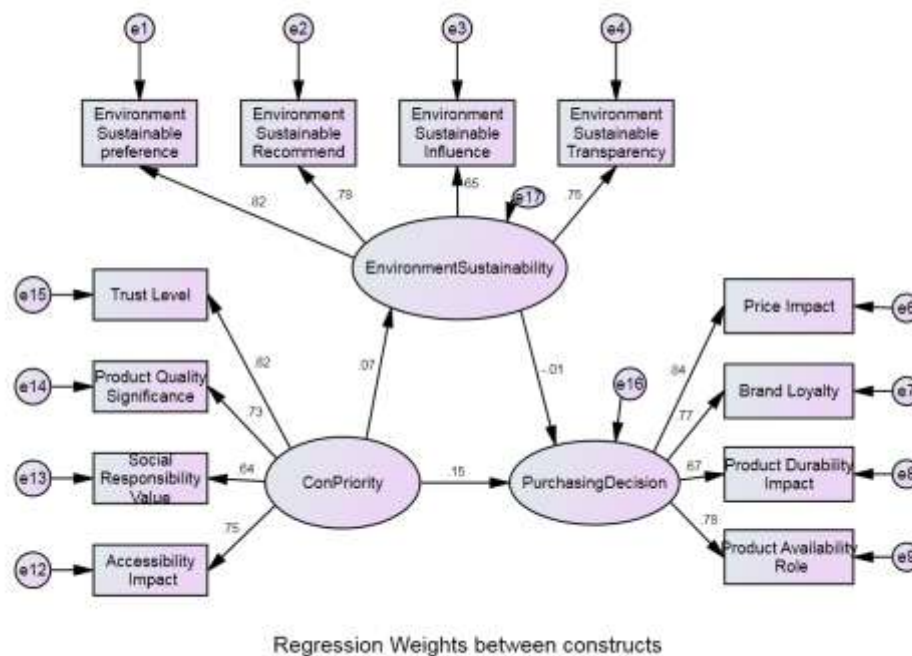 e1
e2
e3
e4
Environment
Sustainable
preference
Environment
Sustainable
Recommend
Environment
Sustainable
Influence
Environment
Sustainable
Transparency
.82
.78
.65
.75
e17
EnvironmentSustainability
e15
Trust Level
Price Impact
e6
.62
.07
-.01
.84
e16
e14
Product Quality
Significance
Brand Loyalty
e7
.73
.77
e13
Social
Responsibility
Value
.64
ConPriority
.15
PurchasingDecision
.67
Product Durability
Impact
e8
.75
.78
e12
Accessibility
Impact
Product Availability
Role
e9
Regression Weights between constructs